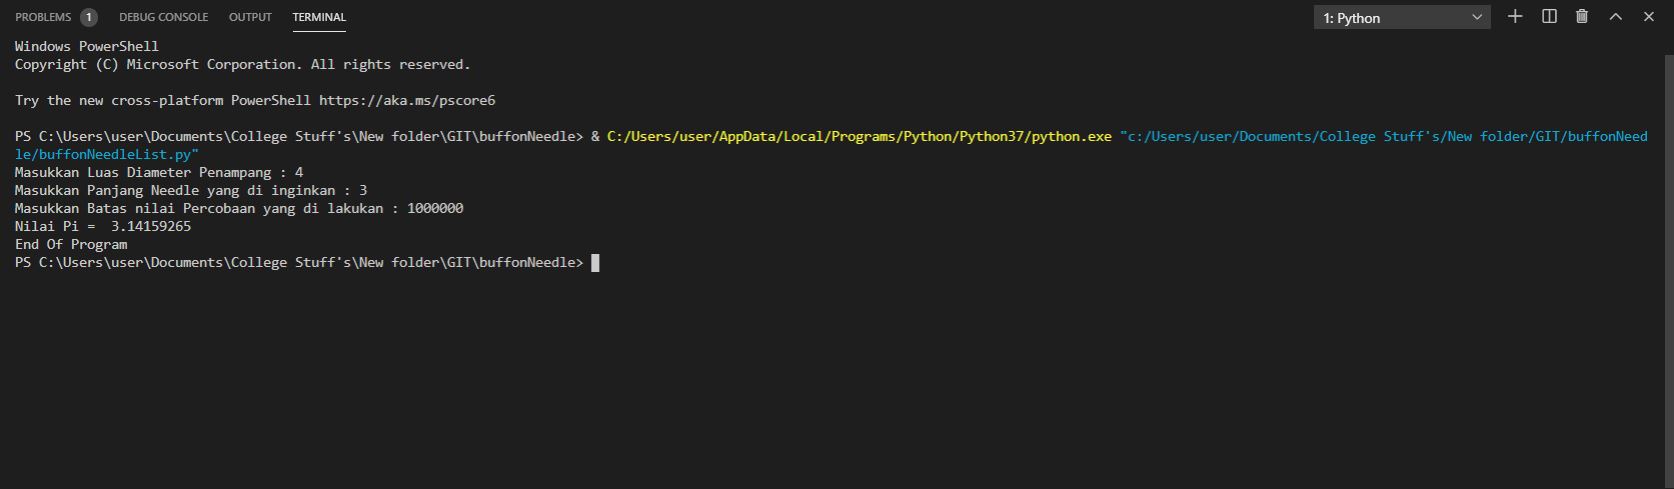 PROBLEMS 1 DEBUG CONSOLE OUTPUT TERMINAL 1: Python
Windows PowerShell
Copyright (C) Microsoft Corporation. All rights reserved.
Try the new cross-platform PowerShell https://aka.ms/pscore6
PS C:\Users\user\Documents\College Stuff's\New folder\GIT\buffonNeedle> & C:/Users/user/AppData/Local/Programs/Python/Python37/python.exe "c:/Users/user/Documents/College Stuff's/New folder/GIT/buffonNeed
le/buffonNeedleList.py"
Masukkan Luas Diameter Penampang : 4
Masukkan Panjang Needle yang di inginkan : 3
Masukkan Batas nilai Percobaan yang di lakukan : 1000000
Nilai Pi =  3.14159265
End Of Program
PS C:\Users\user\Documents\College Stuff's\New folder\GIT\buffonNeedle>